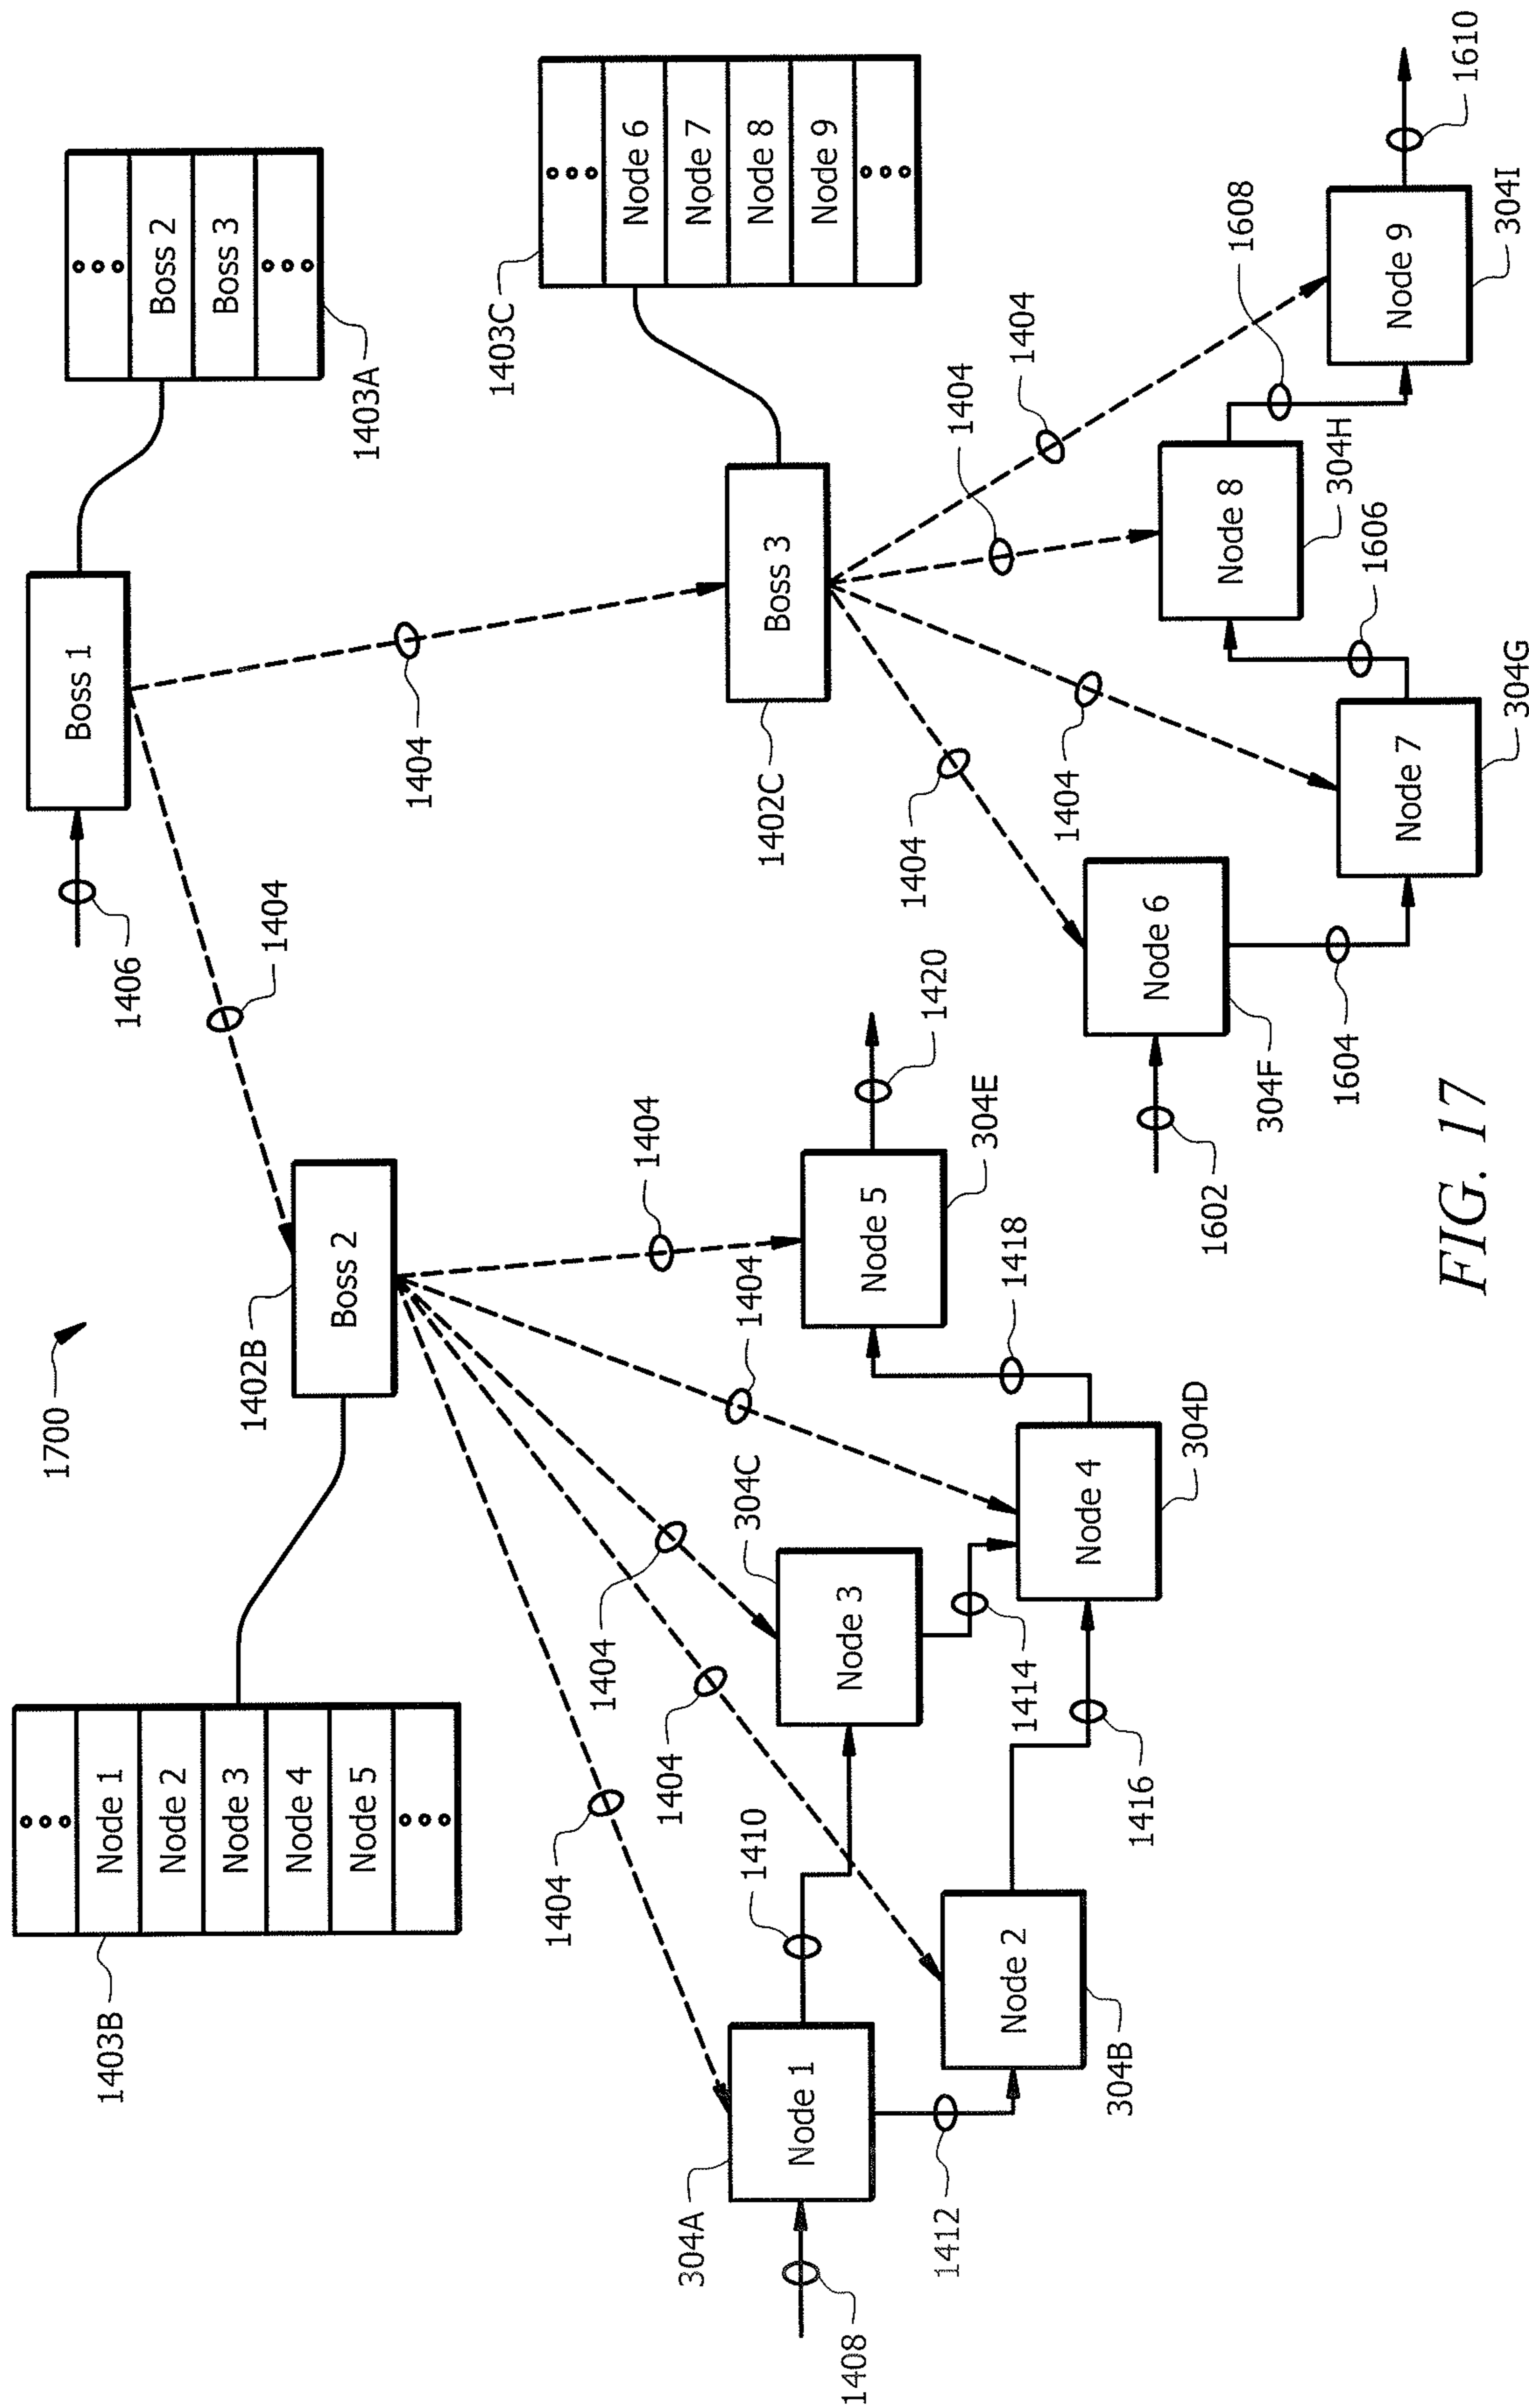 1700
1406
Boss 1
1404
1404
Boss 2
Boss 3
1403A
1403B
Node 1
Node 2
Node 3
Node 4
Node 5
1402B
Boss 2
1402C
Boss 3
1403C
Node 6
Node 7
Node 8
Node 9
1404
1404
1404
1404
1404
1404
1404
1404
1404
1408
304A
Node 1
1410
1412
Node 2
304B
304C
Node 3
1414
1416
Node 4
304D
1418
Node 5
304E
1420
1602
Node 6
304F
1604
Node 7
304G
1606
Node 8
304H
1608
Node 9
304I
1610
FIG. 17